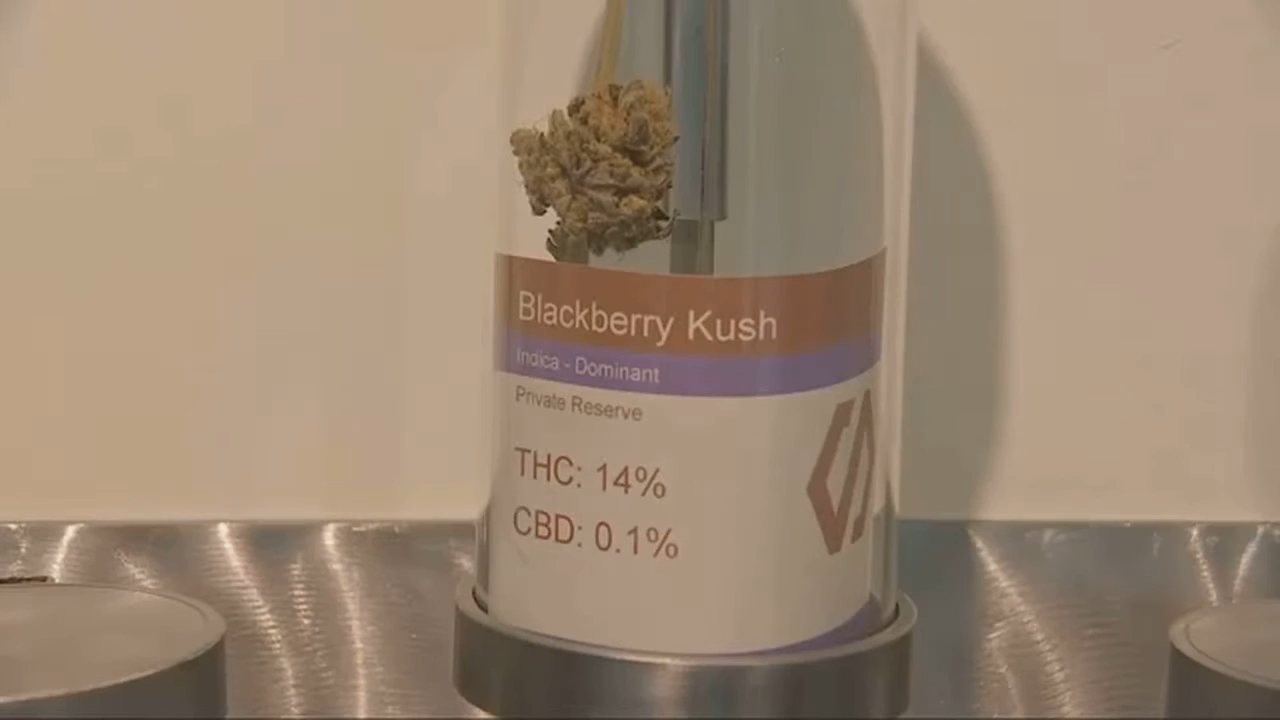 Blackberry Kush
Indica - Dominant
Private Reserve
THC: 14%
CBD: 0.1%